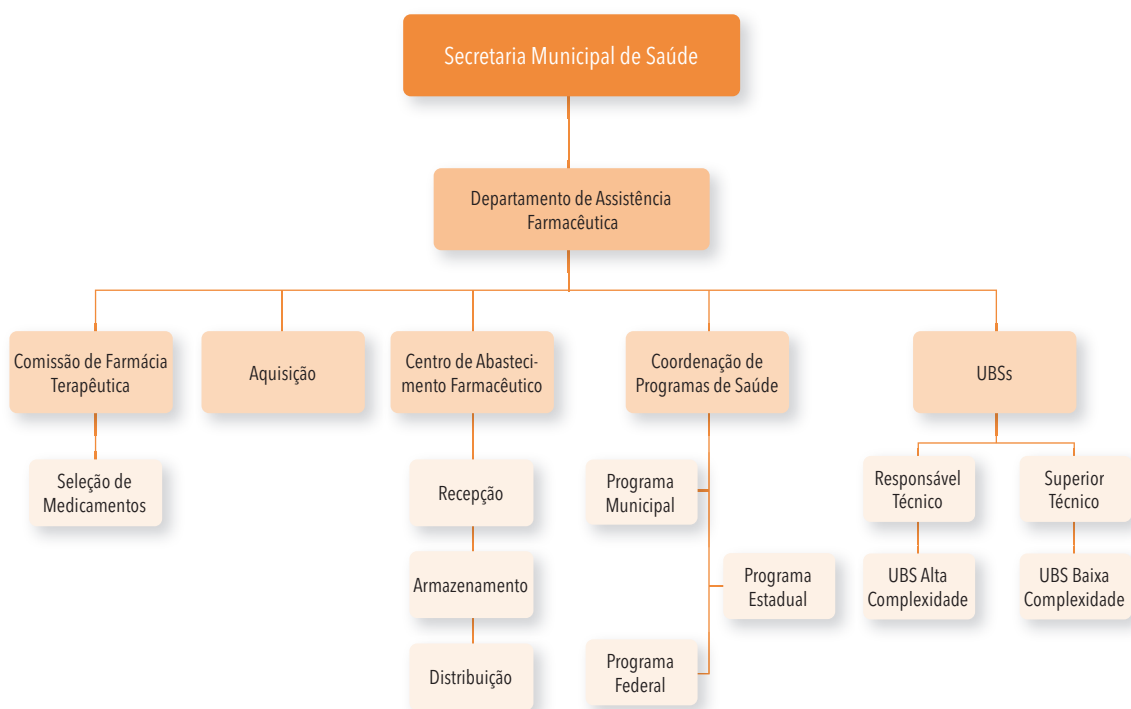 Secretaria Municipal de Saúde
Departamento de Assistência
Farmacêutica
Comissão de Farmácia
Terapêutica
Aquisição
Centro de Abasteci-
mento Farmacêutico
Coordenação de
Programas de Saúde
UBSs
Seleção de
Medicamentos
Recepção
Armazenamento
Distribuição
Programa
Municipal
Programa
Estadual
Programa
Federal
Responsável
Técnico
UBS Alta
Complexidade
Superior
Técnico
UBS Baixa
Complexidade